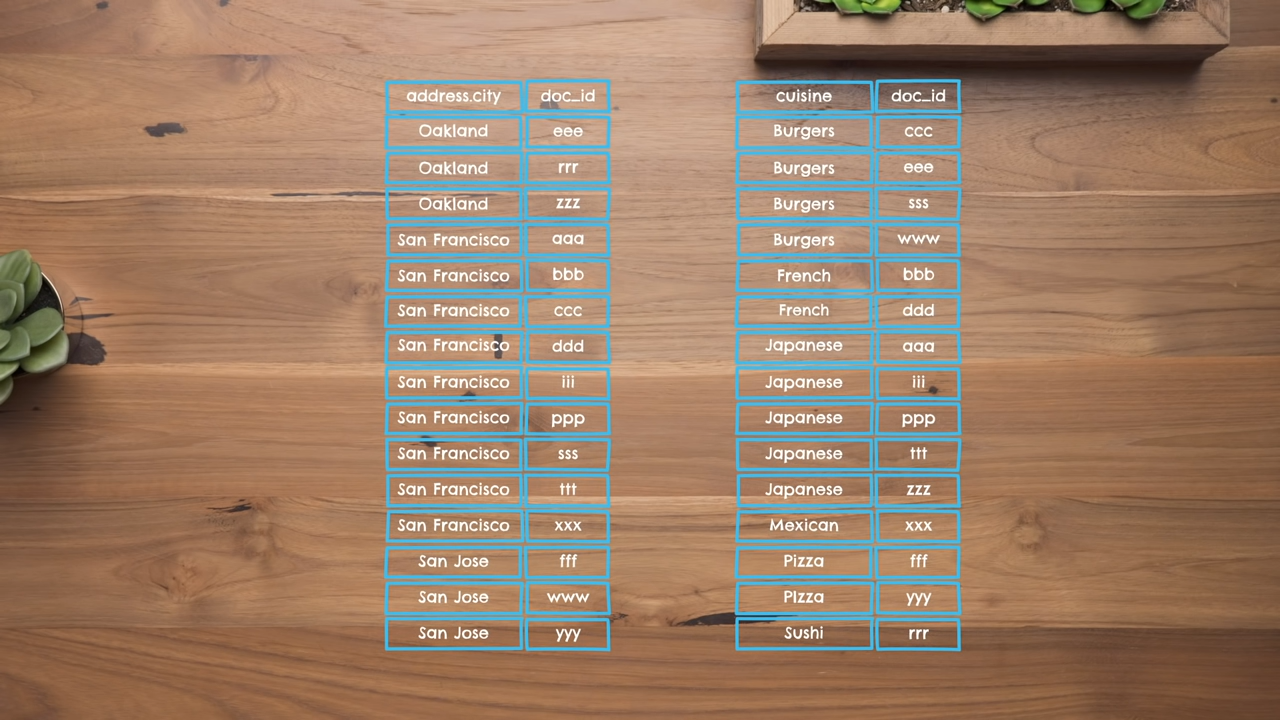 address.city doc_id
Oakland eee
Oakland rrr
Oakland zzz
San Francisco aaa
San Francisco bbb
San Francisco ccc
San Francisco ddd
San Francisco iii
San Francisco ppp
San Francisco sss
San Francisco ttt
San Francisco xxx
San Jose fff
San Jose www
San Jose yyy
cuisine doc_id
Burgers ccc
Burgers eee
Burgers sss
Burgers www
French bbb
French ddd
Japanese aaa
Japanese iii
Japanese ppp
Japanese ttt
Japanese zzz
Mexican xxx
Pizza fff
PIzza yyy
Sushi rrr